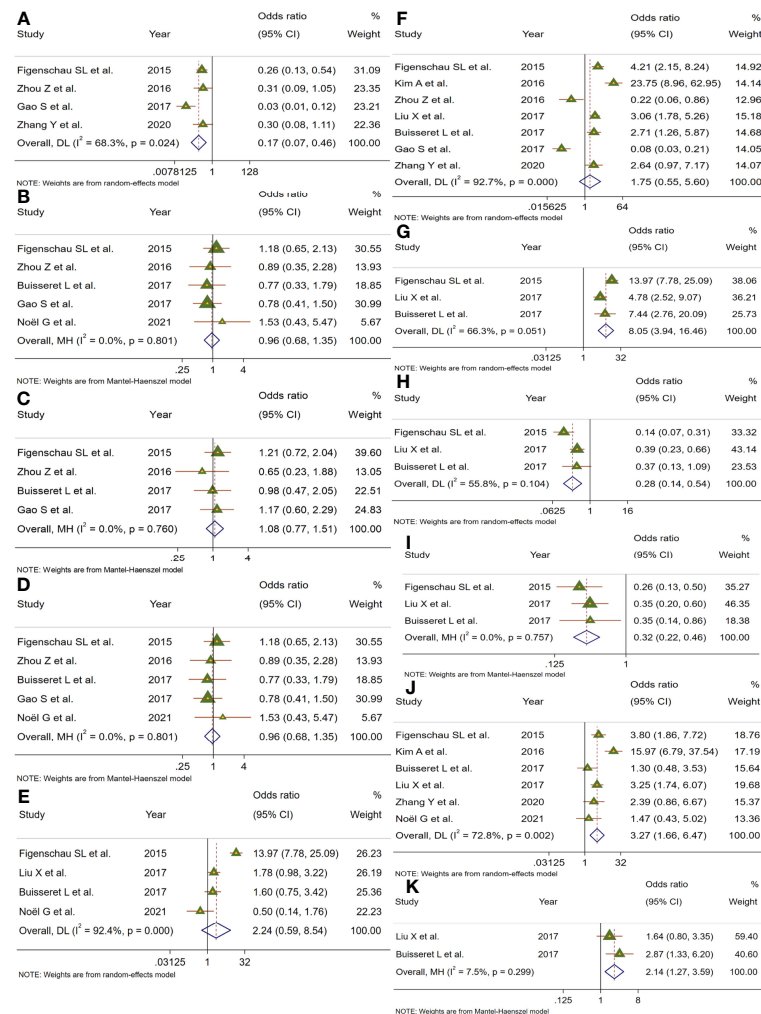 A
Odds ratio %
Study Year (95% CI) Weight
Figenschau SL et al. 2015 0.26 (0.13, 0.54) 31.09
Zhou Z et al. 2016 0.31 (0.09, 1.05) 23.35
Gao S et al. 2017 0.03 (0.01, 0.12) 23.21
Zhang Y et al. 2020 0.30 (0.08, 1.11) 22.36
Overall, DL (I² = 68.3%, p = 0.024) 0.17 (0.07, 0.46) 100.00
.0078125 1 128
NOTE: Weights are from random-effects model
B
Odds ratio %
Study Year (95% CI) Weight
Figenschau SL et al. 2015 1.18 (0.65, 2.13) 30.55
Zhou Z et al. 2016 0.89 (0.35, 2.28) 13.93
Buisseret L et al. 2017 0.77 (0.33, 1.79) 18.85
Gao S et al. 2017 0.78 (0.41, 1.50) 30.99
Noël G et al. 2021 1.53 (0.43, 5.47) 5.67
Overall, MH (I² = 0.0%, p = 0.801) 0.96 (0.68, 1.35) 100.00
.25 1 4
NOTE: Weights are from Mantel-Haenszel model
C
Odds ratio %
Study Year (95% CI) Weight
Figenschau SL et al. 2015 1.21 (0.72, 2.04) 39.60
Zhou Z et al. 2016 0.65 (0.23, 1.88) 13.05
Buisseret L et al. 2017 0.98 (0.47, 2.05) 22.51
Gao S et al. 2017 1.17 (0.60, 2.29) 24.83
Overall, MH (I² = 0.0%, p = 0.760) 1.08 (0.77, 1.51) 100.00
.25 1 4
NOTE: Weights are from Mantel-Haenszel model
D
Odds ratio %
Study Year (95% CI) Weight
Figenschau SL et al. 2015 1.18 (0.65, 2.13) 30.55
Zhou Z et al. 2016 0.89 (0.35, 2.28) 13.93
Buisseret L et al. 2017 0.77 (0.33, 1.79) 18.85
Gao S et al. 2017 0.78 (0.41, 1.50) 30.99
Noël G et al. 2021 1.53 (0.43, 5.47) 5.67
Overall, MH (I² = 0.0%, p = 0.801) 0.96 (0.68, 1.35) 100.00
.25 1 4
NOTE: Weights are from Mantel-Haenszel model
E
Odds ratio %
Study Year (95% CI) Weight
Figenschau SL et al. 2015 13.97 (7.78, 25.09) 26.23
Liu X et al. 2017 1.78 (0.98, 3.22) 26.19
Buisseret L et al. 2017 1.60 (0.75, 3.42) 25.36
Noël G et al. 2021 0.50 (0.14, 1.76) 22.23
Overall, DL (I² = 92.4%, p = 0.000) 2.24 (0.59, 8.54) 100.00
.03125 1 32
NOTE: Weights are from random-effects model
F
Odds ratio %
Study Year (95% CI) Weight
Figenschau SL et al. 2015 4.21 (2.15, 8.24) 14.92
Kim A et al. 2016 23.75 (8.96, 62.95) 14.14
Zhou Z et al. 2016 0.22 (0.06, 0.86) 12.96
Liu X et al. 2017 3.06 (1.78, 5.26) 15.18
Buisseret L et al. 2017 2.71 (1.26, 5.87) 14.68
Gao S et al. 2017 0.08 (0.03, 0.21) 14.05
Zhang Y et al. 2020 2.64 (0.97, 7.17) 14.07
Overall, DL (I² = 92.7%, p = 0.000) 1.75 (0.55, 5.60) 100.00
.015625 1 64
NOTE: Weights are from random-effects model
G
Odds ratio %
Study Year (95% CI) Weight
Figenschau SL et al. 2015 13.97 (7.78, 25.09) 38.06
Liu X et al. 2017 4.78 (2.52, 9.07) 36.21
Buisseret L et al. 2017 7.44 (2.76, 20.09) 25.73
Overall, DL (I² = 66.3%, p = 0.051) 8.05 (3.94, 16.46) 100.00
.03125 1 32
NOTE: Weights are from random-effects model
H
Odds ratio %
Study Year (95% CI) Weight
Figenschau SL et al. 2015 0.14 (0.07, 0.31) 33.32
Liu X et al. 2017 0.39 (0.23, 0.66) 43.14
Buisseret L et al. 2017 0.37 (0.13, 1.09) 23.53
Overall, DL (I² = 55.8%, p = 0.104) 0.28 (0.14, 0.54) 100.00
.0625 1 16
NOTE: Weights are from random-effects model
I
Odds ratio %
Study Year (95% CI) Weight
Figenschau SL et al. 2015 0.26 (0.13, 0.50) 35.27
Liu X et al. 2017 0.35 (0.20, 0.60) 46.35
Buisseret L et al. 2017 0.35 (0.14, 0.86) 18.38
Overall, MH (I² = 0.0%, p = 0.757) 0.32 (0.22, 0.46) 100.00
.125 1
NOTE: Weights are from Mantel-Haenszel model
J
Odds ratio %
Study Year (95% CI) Weight
Figenschau SL et al. 2015 3.80 (1.86, 7.72) 18.76
Kim A et al. 2016 15.97 (6.79, 37.54) 17.19
Buisseret L et al. 2017 1.30 (0.48, 3.53) 15.64
Liu X et al. 2017 3.25 (1.74, 6.07) 19.68
Zhang Y et al. 2020 2.39 (0.86, 6.67) 15.37
Noël G et al. 2021 1.47 (0.43, 5.02) 13.36
Overall, DL (I² = 72.8%, p = 0.002) 3.27 (1.66, 6.47) 100.00
.03125 1 32
NOTE: Weights are from random-effects model
K
Odds ratio %
Study Year (95% CI) Weight
Liu X et al. 2017 1.64 (0.80, 3.35) 59.40
Buisseret L et al. 2017 2.87 (1.33, 6.20) 40.60
Overall, MH (I² = 7.5%, p = 0.299) 2.14 (1.27, 3.59) 100.00
.125 1 8
NOTE: Weights are from Mantel-Haenszel model